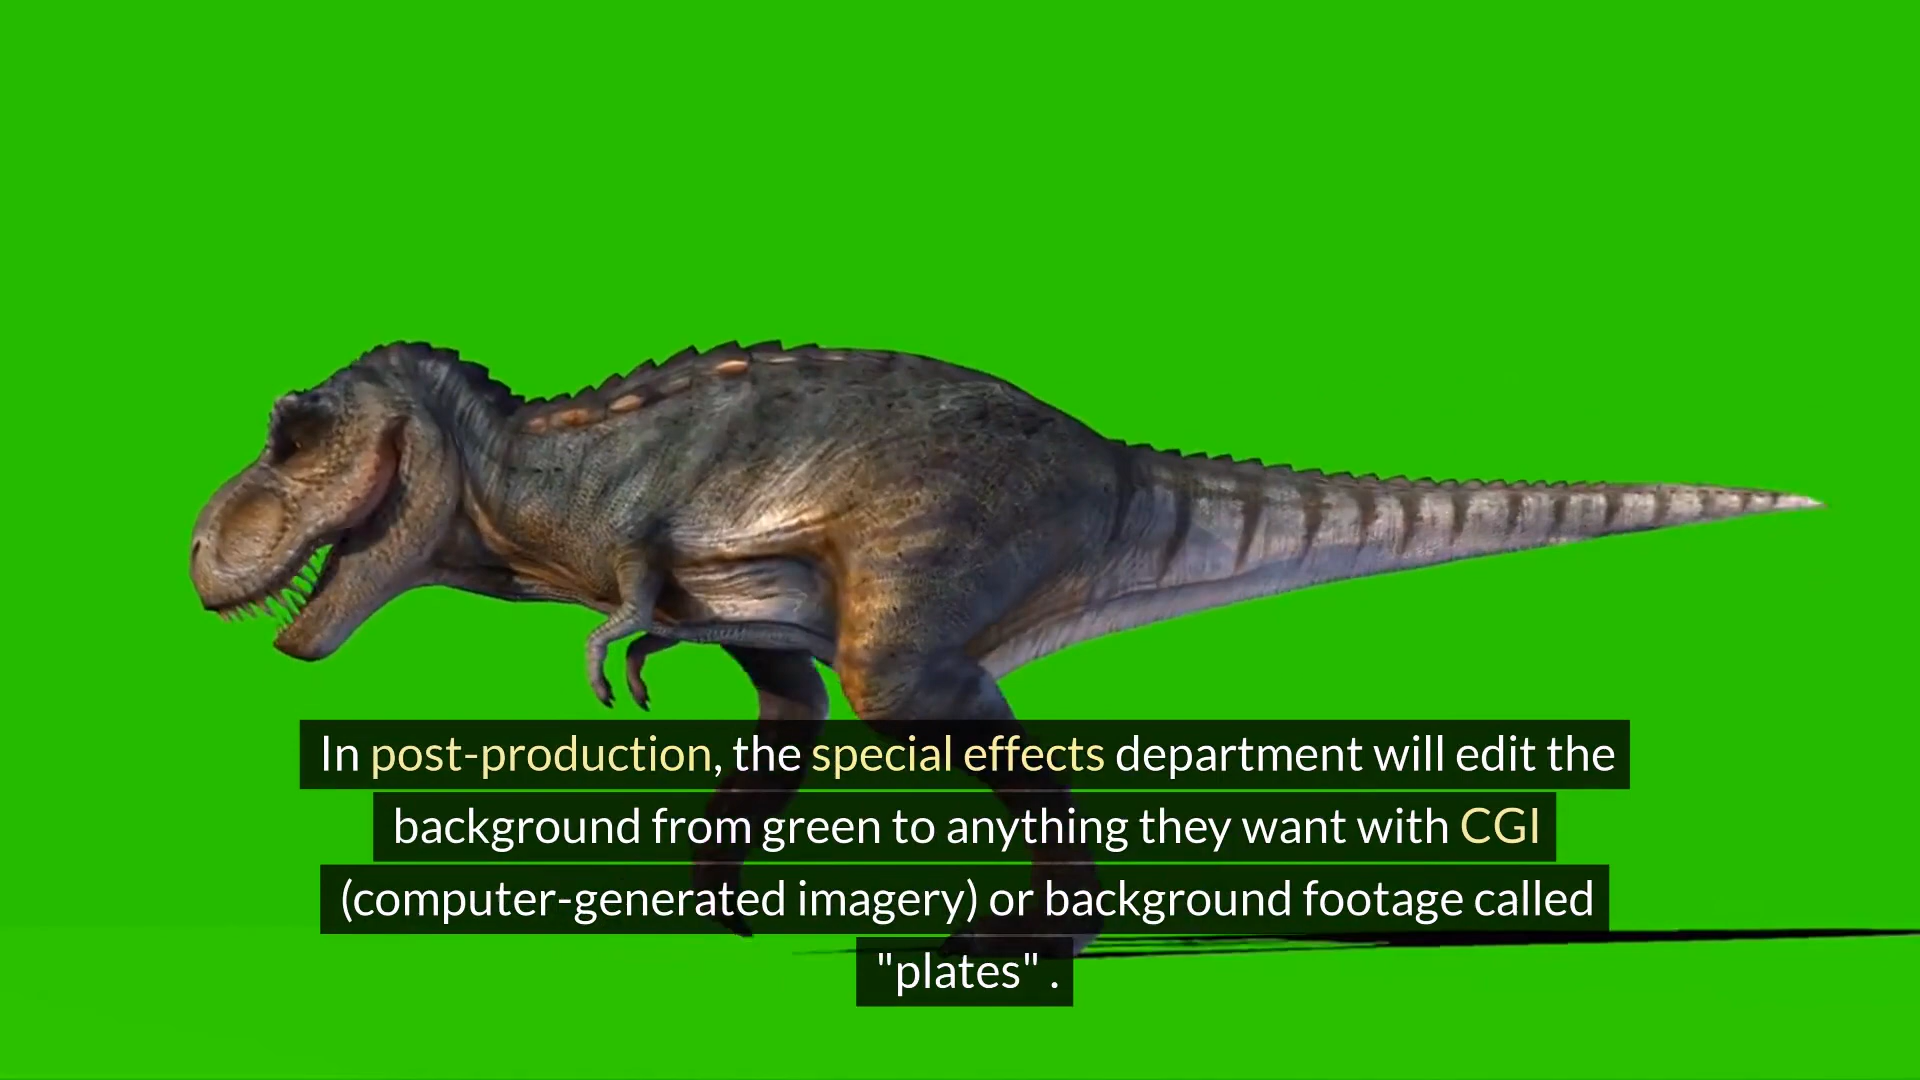 In post-production, the special effects department will edit the
background from green to anything they want with CGI
(computer-generated imagery) or background footage called
"plates" .